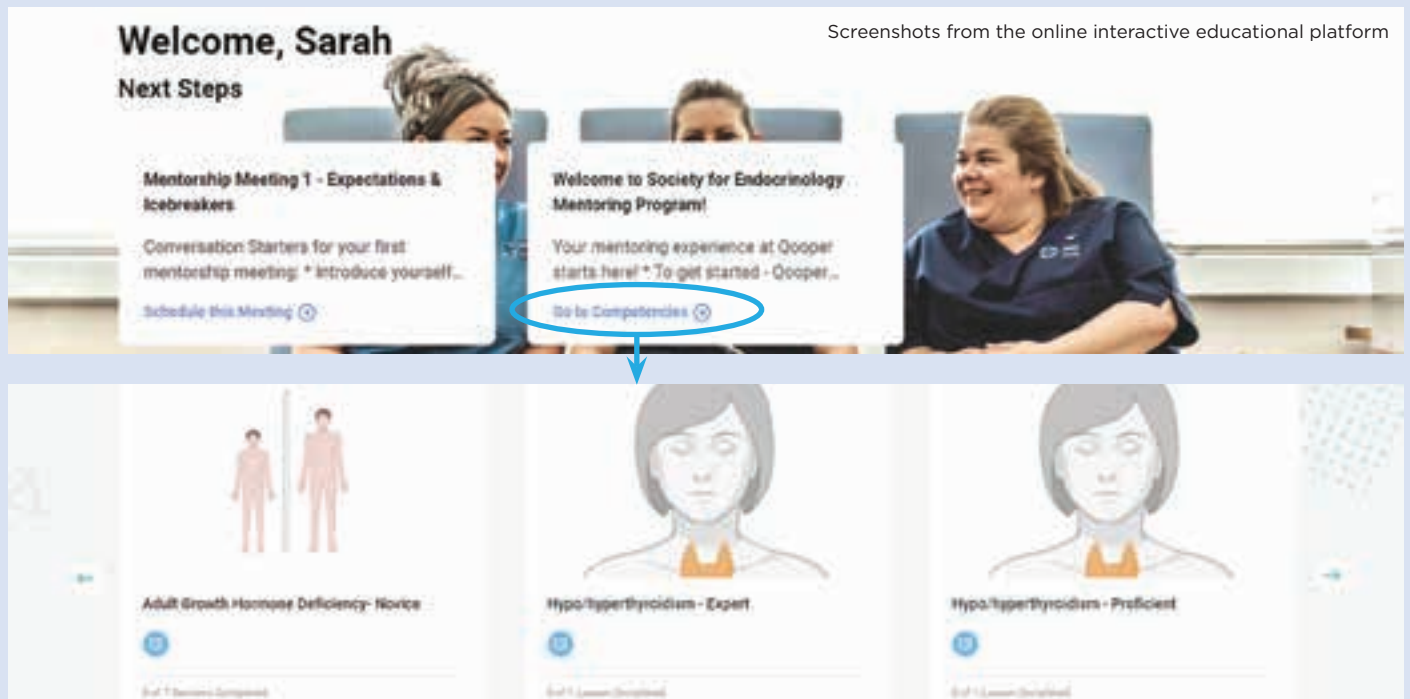 Screenshots from the online interactive educational platform
Welcome, Sarah
Next Steps
Mentorship Meeting 1 - Expectations &
Icebreakers
Conversation Starters for your first
mentorship meeting: * Introduce yourself...
Schedule this Meeting
Welcome to Society for Endocrinology
Mentoring Program!
Your mentoring experience at Qooper
starts here! * To get started - Qooper...
Go to Competencies
Adult Growth Hormone Deficiency- Novice
Hypo/hyperthyroidism - Expert
Hypo/hyperthyroidism - Proficient